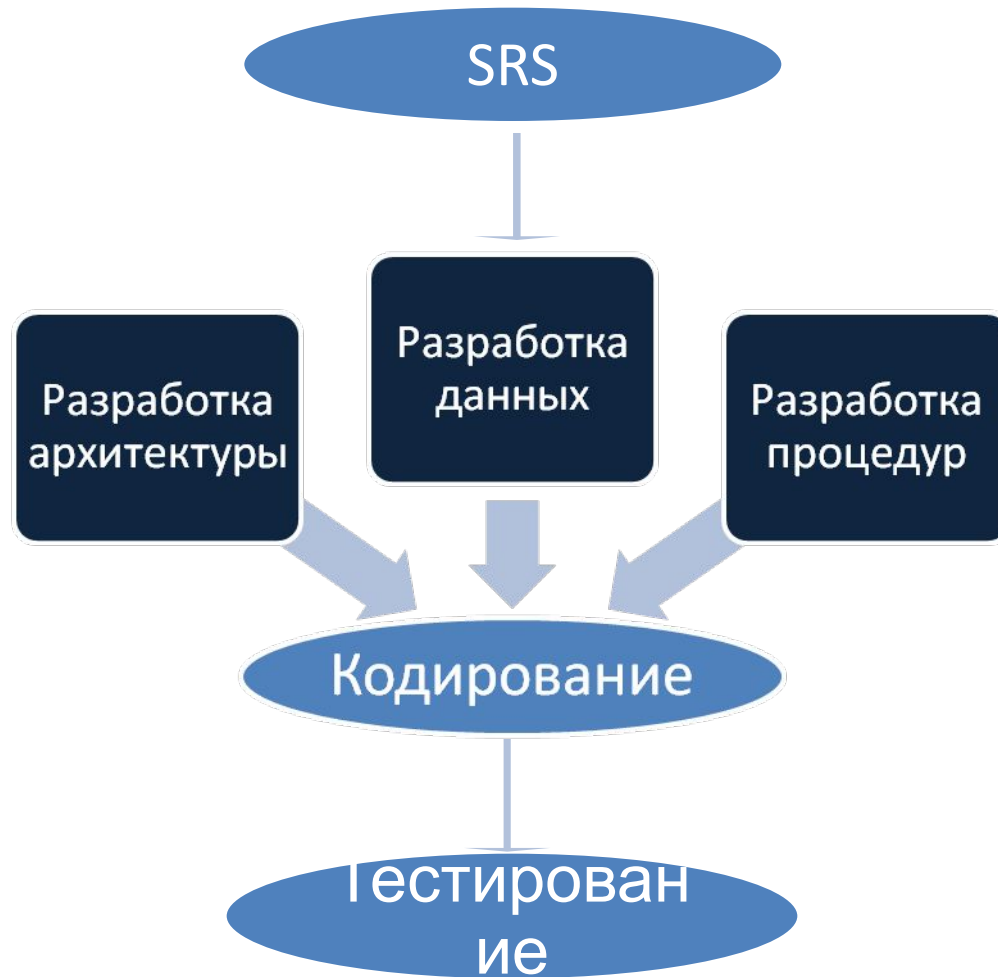 SRS
Разработка
данных
Разработка
архитектуры
Разработка
процедур
Кодирование
Тестирован
ие